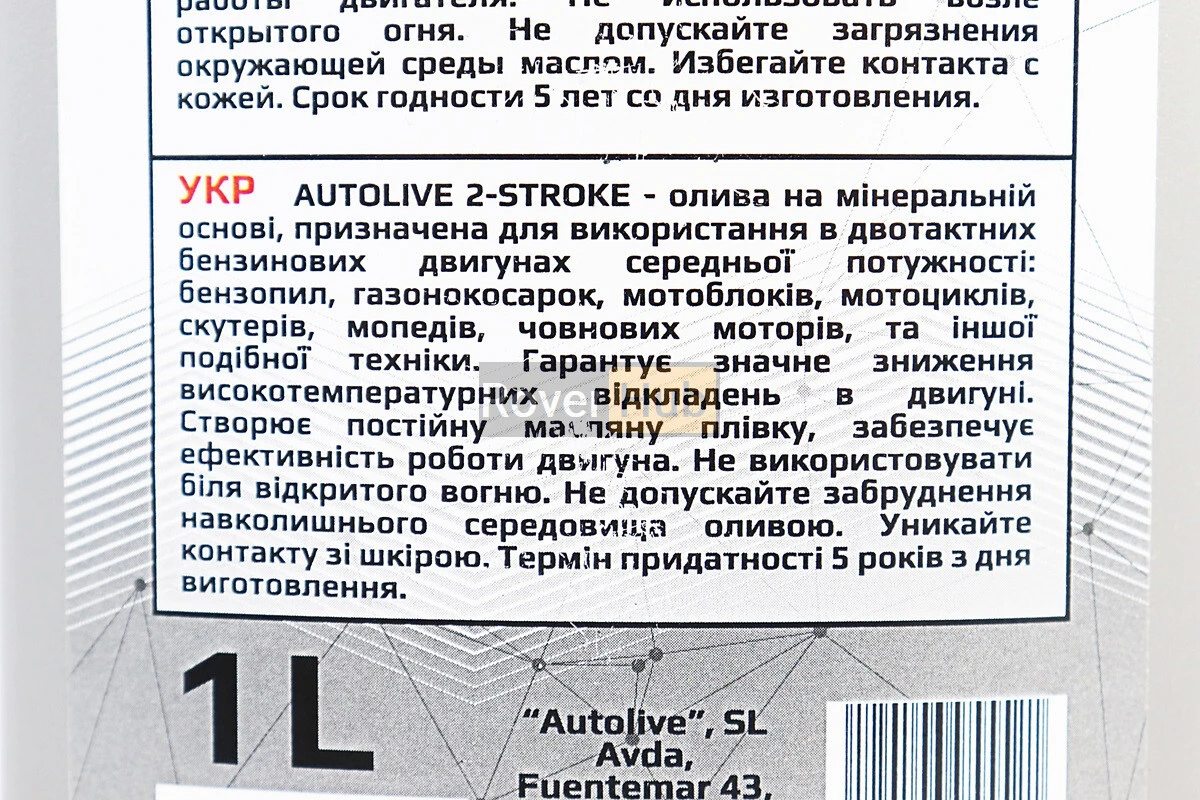 работы двигателя. Не использовать возле
открытого огня. Не допускайте загрязнения
окружающей среды маслом. Избегайте контакта с
кожей. Срок годности 5 лет со дня изготовления.
УКР AUTOLIVE 2-STROKE - олива на мінеральній
основі, призначена для використання в двотактних
бензинових двигунах середньої потужності:
бензопил, газонокосарок, мотоблоків, мотоциклів,
скутерів, мопедів, човнових моторів, та іншої
подібної техніки. Гарантує значне зниження
високотемпературних відкладень в двигуні.
Rover Hub
Створює постійну масляну плівку, забезпечує
ефективність роботи двигуна. Не використовувати
біля відкритого вогню. Не допускайте забруднення
навколишнього середовища оливою. Уникайте
контакту зі шкірою. Термін придатності 5 років з дня
виготовлення.
1 L
“Autolive”, SL
Avda,
Fuentemar 43,